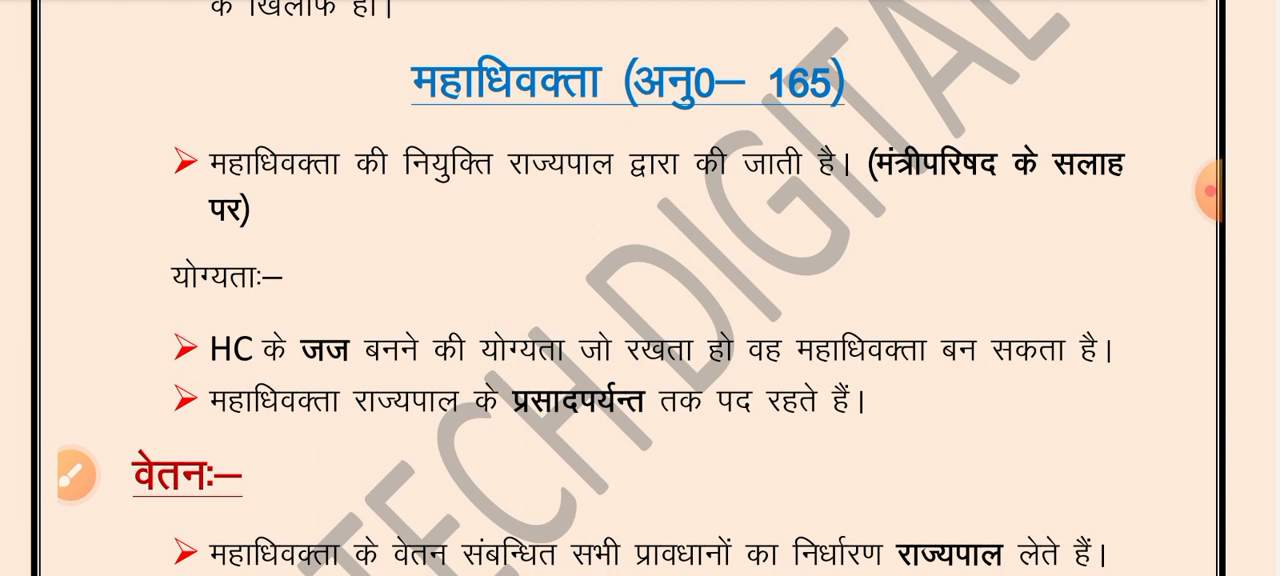 के खिलाफ हो।
महाधिवक्ता (अनु0– 165)
➢ महाधिवक्ता की नियुक्ति राज्यपाल द्वारा की जाती है। (मंत्रीपरिषद के सलाह
पर)
योग्यताः–
➢ HC के जज बनने की योग्यता जो रखता हो वह महाधिवक्ता बन सकता है।
➢ महाधिवक्ता राज्यपाल के प्रसादपर्यन्त तक पद रहते हैं।
वेतनः–
➢ महाधिवक्ता के वेतन संबन्धित सभी प्रावधानों का निर्धारण राज्यपाल लेते हैं।
TECH DIGITAL